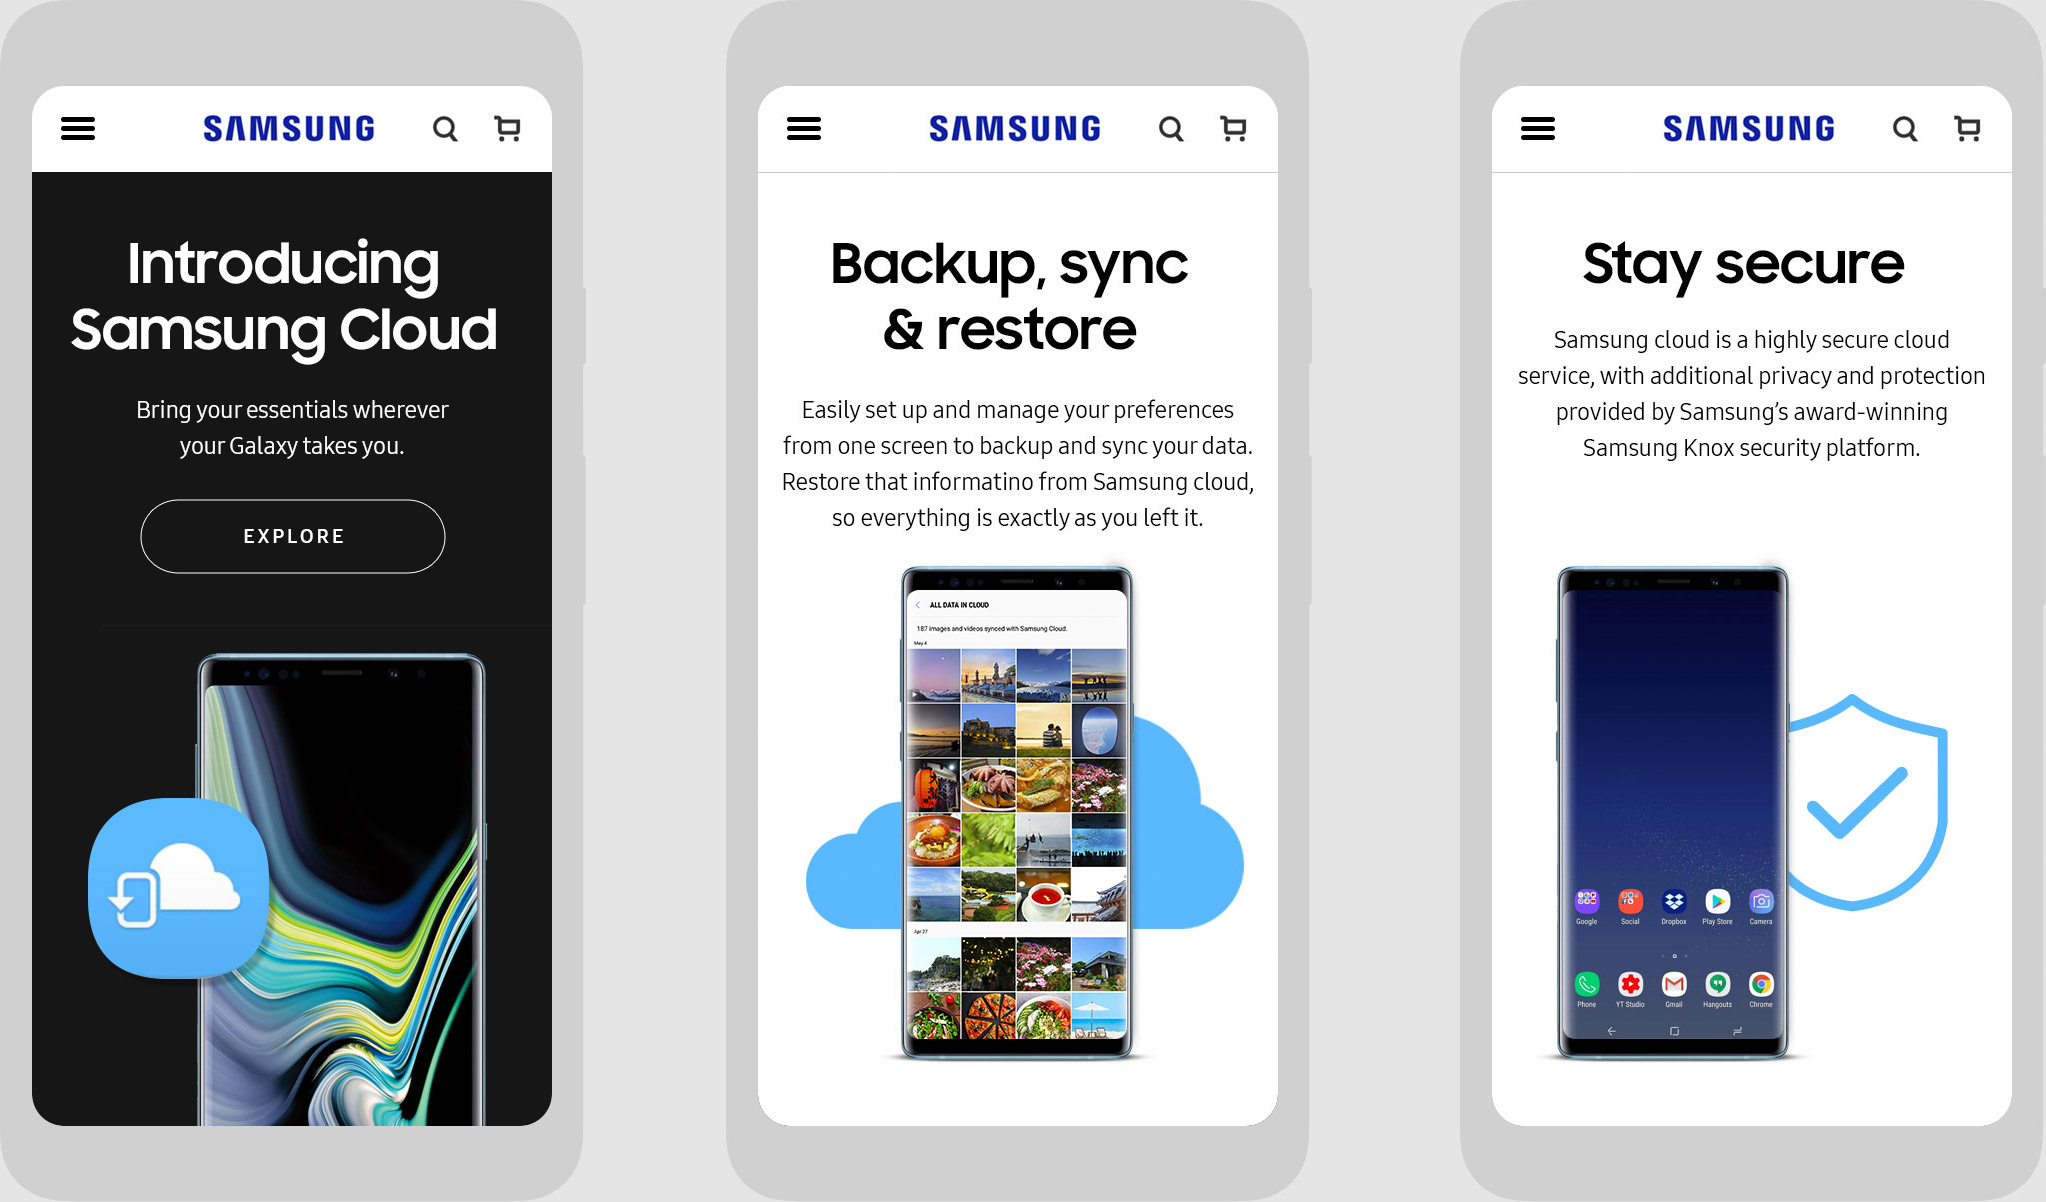 SAMSUNG
Introducing
Samsung Cloud
Bring your essentials wherever
your Galaxy takes you.
EXPLORE
SAMSUNG
Backup, sync
& restore
Easily set up and manage your preferences
from one screen to backup and sync your data.
Restore that informatino from Samsung cloud,
so everything is exactly as you left it.
ALL DATA IN CLOUD
187 images and videos synced with Samsung Cloud.
May 4
Apr 27
SAMSUNG
Stay secure
Samsung cloud is a highly secure cloud
service, with additional privacy and protection
provided by Samsung’s award-winning
Samsung Knox security platform.
Google Social Dropbox Play Store Camera
Phone YT Studio Gmail Hangouts Chrome